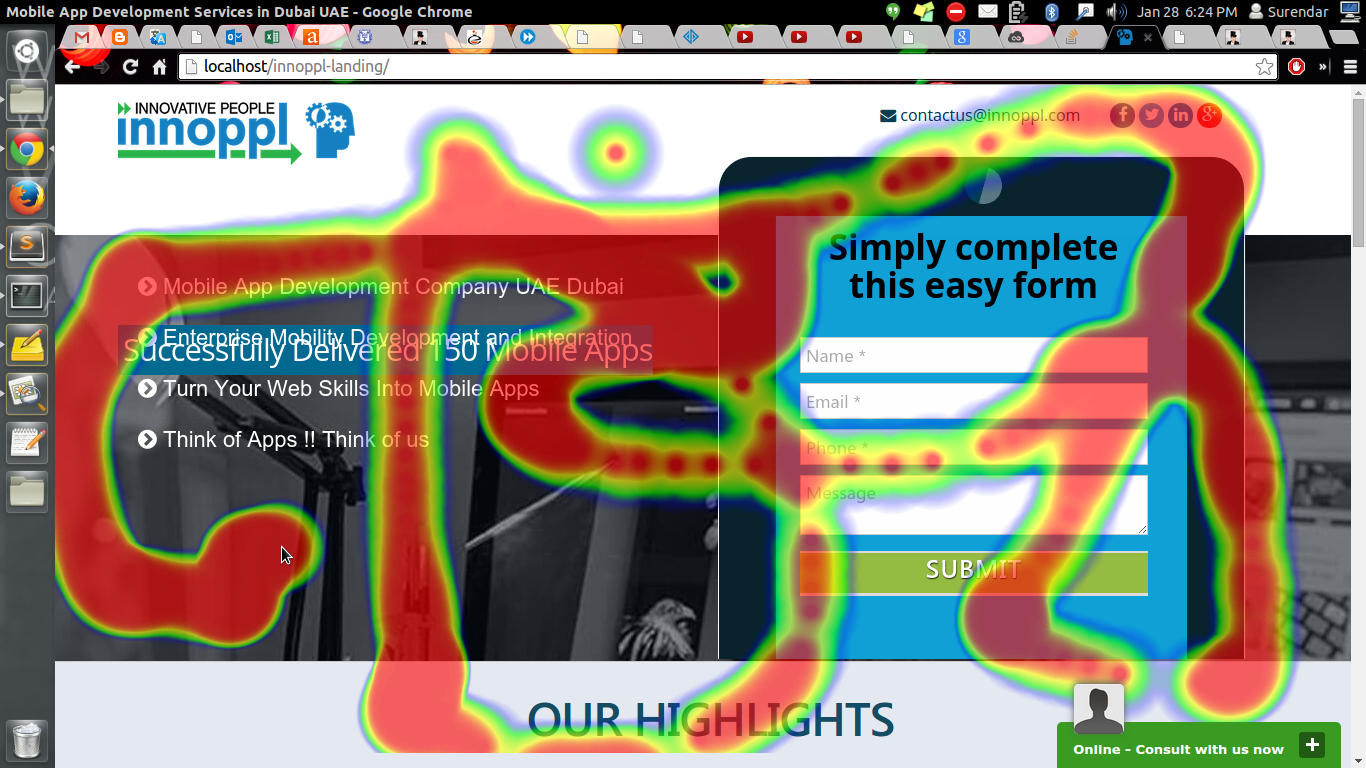 Mobile App Development Services in Dubai UAE - Google Chrome
Jan 28 6:24 PM Surendar
localhost/innoppl-landing/
INNOVATIVE PEOPLE
innoppl
contactus@innoppl.com
Mobile App Development Company UAE Dubai
Enterprise Mobility Development and Integration
Successfully Delivered 150 Mobile Apps
Turn Your Web Skills Into Mobile Apps
Think of Apps !! Think of us
Simply complete
this easy form
Name *
Email *
Phone *
Message
SUBMIT
OUR HIGHLIGHTS
Online - Consult with us now